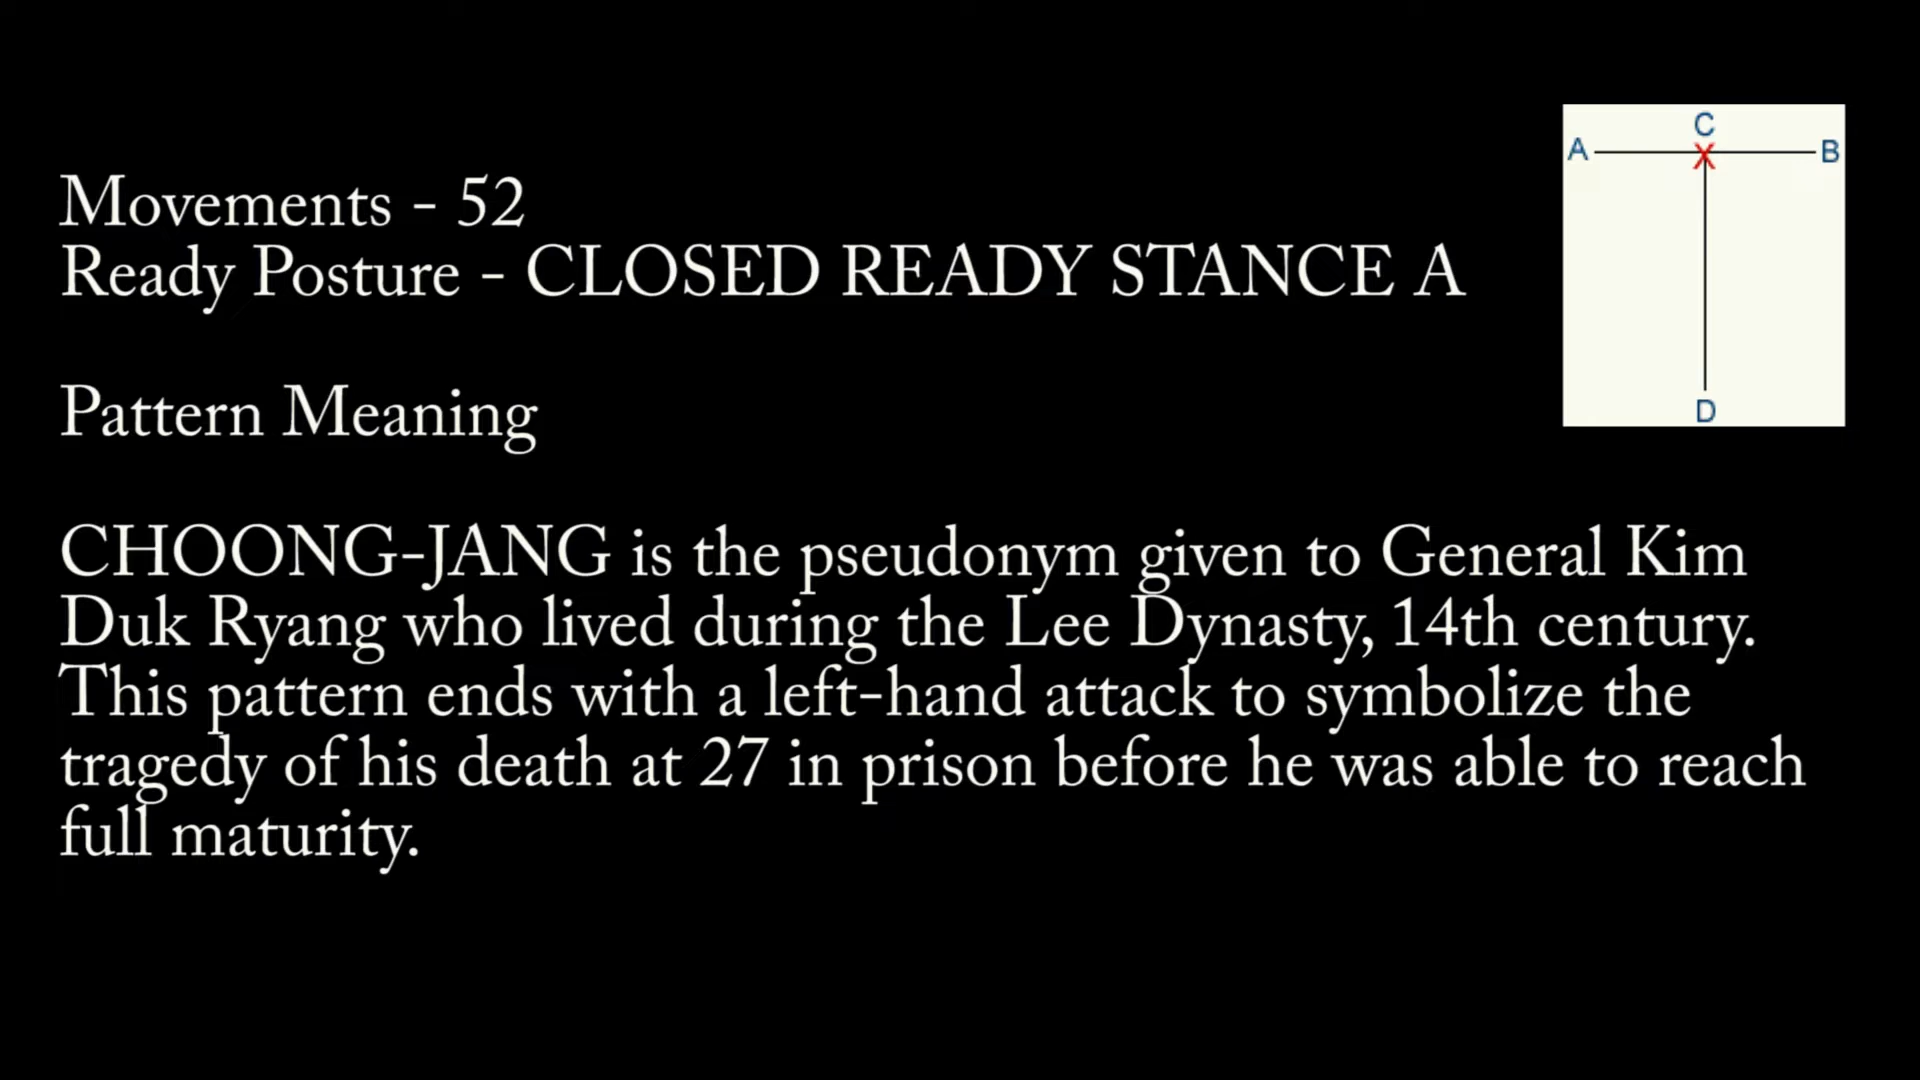 Movements - 52
Ready Posture - CLOSED READY STANCE A
Pattern Meaning
CHOONG-JANG is the pseudonym given to General Kim
Duk Ryang who lived during the Lee Dynasty, 14th century.
This pattern ends with a left-hand attack to symbolize the
tragedy of his death at 27 in prison before he was able to reach
full maturity.
C
A X B
D